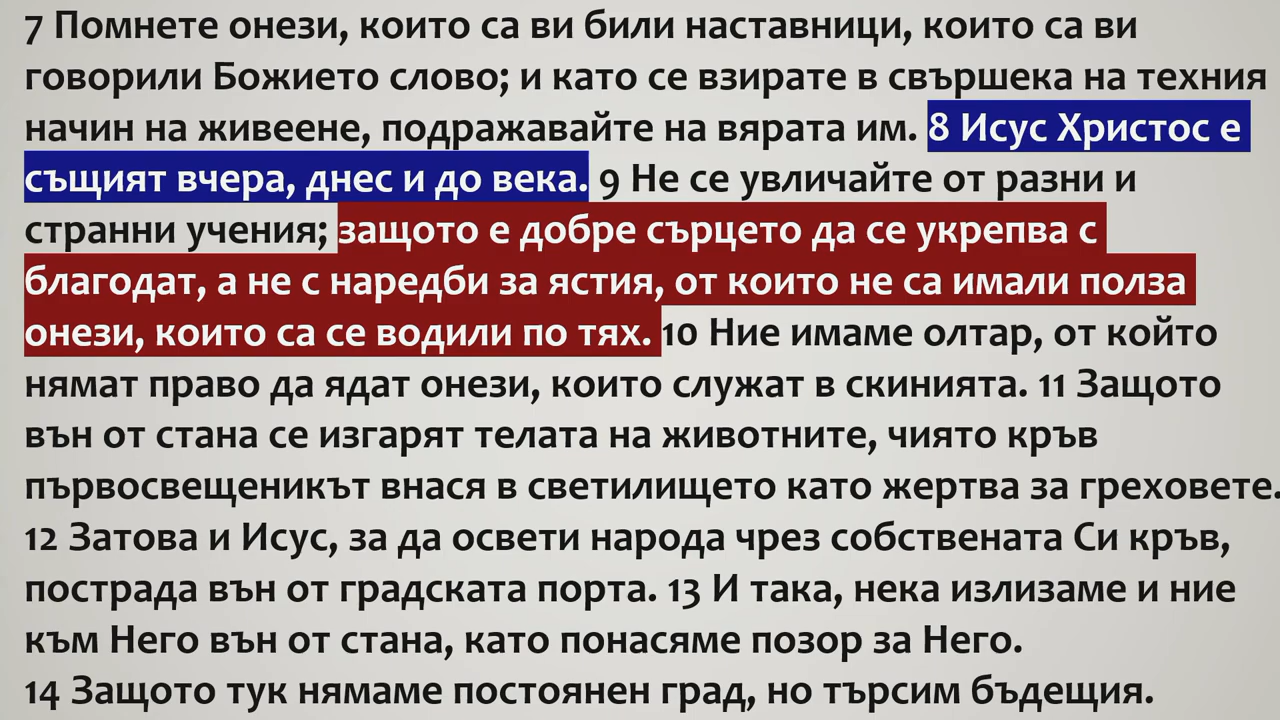 7 Помнете онези, които са ви били наставници, които са ви
говорили Божието слово; и като се взирате в свършека на техния
начин на живеене, подражавайте на вярата им. 8 Исус Христос е
същият вчера, днес и до века. 9 Не се увличайте от разни и
странни учения; защото е добре сърцето да се укрепва с
благодат, а не с наредби за ястия, от които не са имали полза
онези, които са се водили по тях. 10 Ние имаме олтар, от който
нямат право да ядат онези, които служат в скинията. 11 Защото
вън от стана се изгарят телата на животните, чиято кръв
първосвещеникът внася в светилището като жертва за греховете.
12 Затова и Исус, за да освети народа чрез собствената Си кръв,
пострада вън от градската порта. 13 И така, нека излизаме и ние
към Него вън от стана, като понасяме позор за Него.
14 Защото тук нямаме постоянен град, но търсим бъдещия.